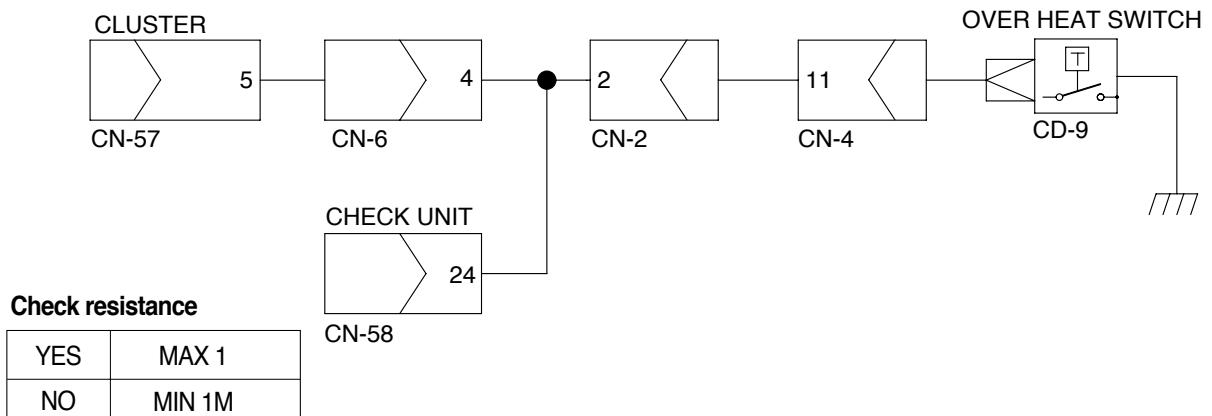 CLUSTER
OVER HEAT SWITCH
5
4
2
11
T
CN-57
CN-6
CN-2
CN-4
CD-9
CHECK UNIT
24
CN-58
Check resistance
YES MAX 1
NO MIN 1M